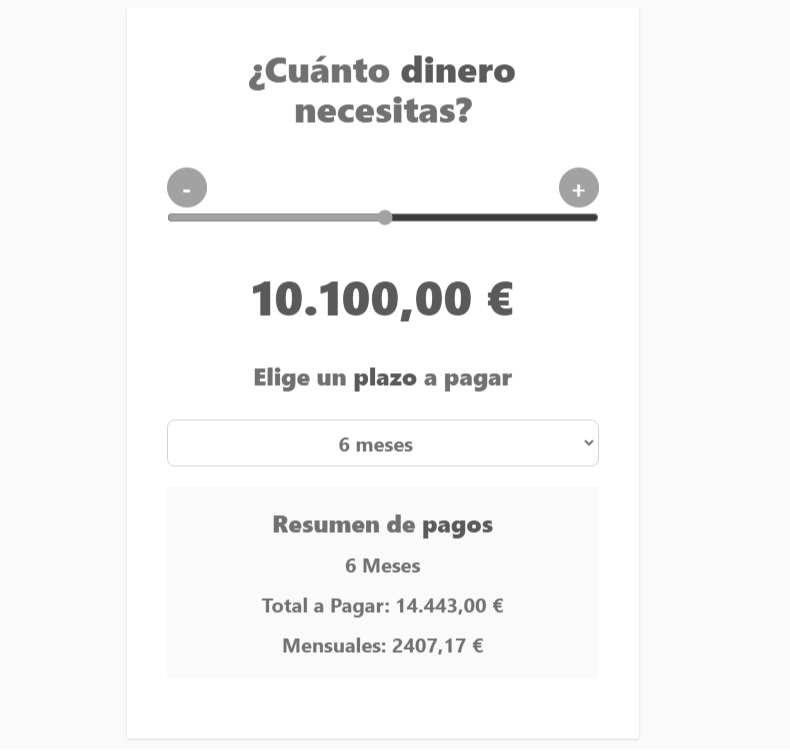 ¿Cuánto dinero
necesitas?
- +
10.100,00 €
Elige un plazo a pagar
6 meses
Resumen de pagos
6 Meses
Total a Pagar: 14.443,00 €
Mensuales: 2407,17 €